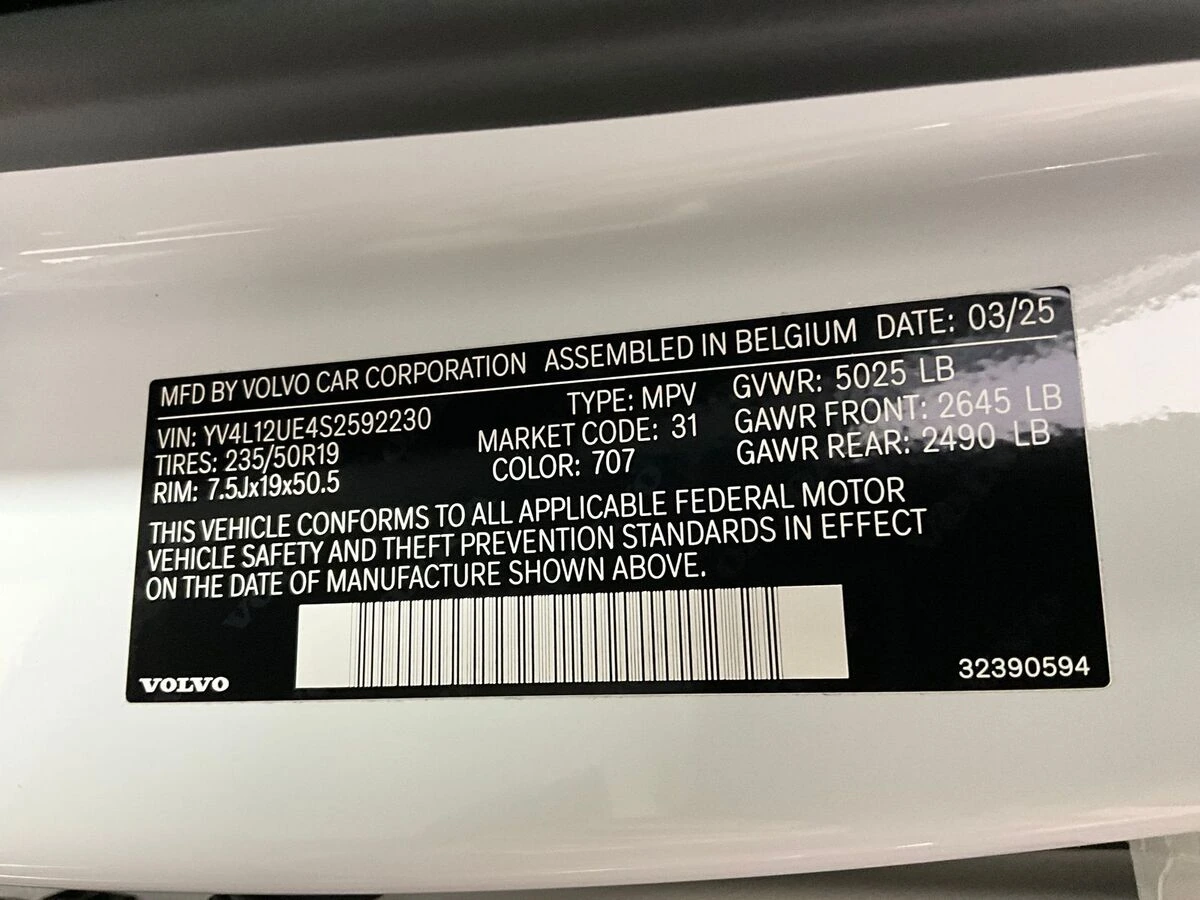 MFD BY VOLVO CAR CORPORATION ASSEMBLED IN BELGIUM DATE: 03/25
VIN: YV4L12UE4S2592230 TYPE: MPV GVWR: 5025 LB
TIRES: 235/50R19 MARKET CODE: 31 GAWR FRONT: 2645 LB
RIM: 7.5Jx19x50.5 COLOR: 707 GAWR REAR: 2490 LB
THIS VEHICLE CONFORMS TO ALL APPLICABLE FEDERAL MOTOR
VEHICLE SAFETY AND THEFT PREVENTION STANDARDS IN EFFECT
ON THE DATE OF MANUFACTURE SHOWN ABOVE.
VOLVO 32390594